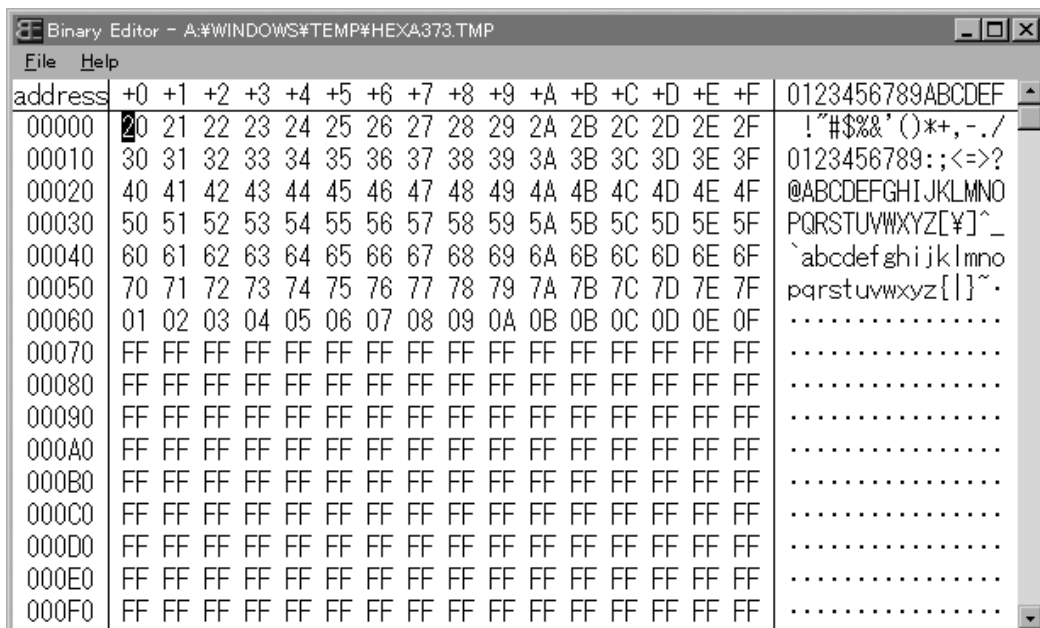 BE Binary Editor - A:¥WINDOWS¥TEMP¥HEXA373.TMP
File Help
address +0 +1 +2 +3 +4 +5 +6 +7 +8 +9 +A +B +C +D +E +F 0123456789ABCDEF
00000 20 21 22 23 24 25 26 27 28 29 2A 2B 2C 2D 2E 2F  !"#$%&'()*+,-./
00010 30 31 32 33 34 35 36 37 38 39 3A 3B 3C 3D 3E 3F 0123456789:;<=>?
00020 40 41 42 43 44 45 46 47 48 49 4A 4B 4C 4D 4E 4F @ABCDEFGHIJKLMNO
00030 50 51 52 53 54 55 56 57 58 59 5A 5B 5C 5D 5E 5F PQRSTUVWXYZ[¥]^_
00040 60 61 62 63 64 65 66 67 68 69 6A 6B 6C 6D 6E 6F `abcdefghijklmno
00050 70 71 72 73 74 75 76 77 78 79 7A 7B 7C 7D 7E 7F pqrstuvwxyz{|}~·
00060 01 02 03 04 05 06 07 08 09 0A 0B 0B 0C 0D 0E 0F ················
00070 FF FF FF FF FF FF FF FF FF FF FF FF FF FF FF FF ················
00080 FF FF FF FF FF FF FF FF FF FF FF FF FF FF FF FF ················
00090 FF FF FF FF FF FF FF FF FF FF FF FF FF FF FF FF ················
000A0 FF FF FF FF FF FF FF FF FF FF FF FF FF FF FF FF ················
000B0 FF FF FF FF FF FF FF FF FF FF FF FF FF FF FF FF ················
000C0 FF FF FF FF FF FF FF FF FF FF FF FF FF FF FF FF ················
000D0 FF FF FF FF FF FF FF FF FF FF FF FF FF FF FF FF ················
000E0 FF FF FF FF FF FF FF FF FF FF FF FF FF FF FF FF ················
000F0 FF FF FF FF FF FF FF FF FF FF FF FF FF FF FF FF ················